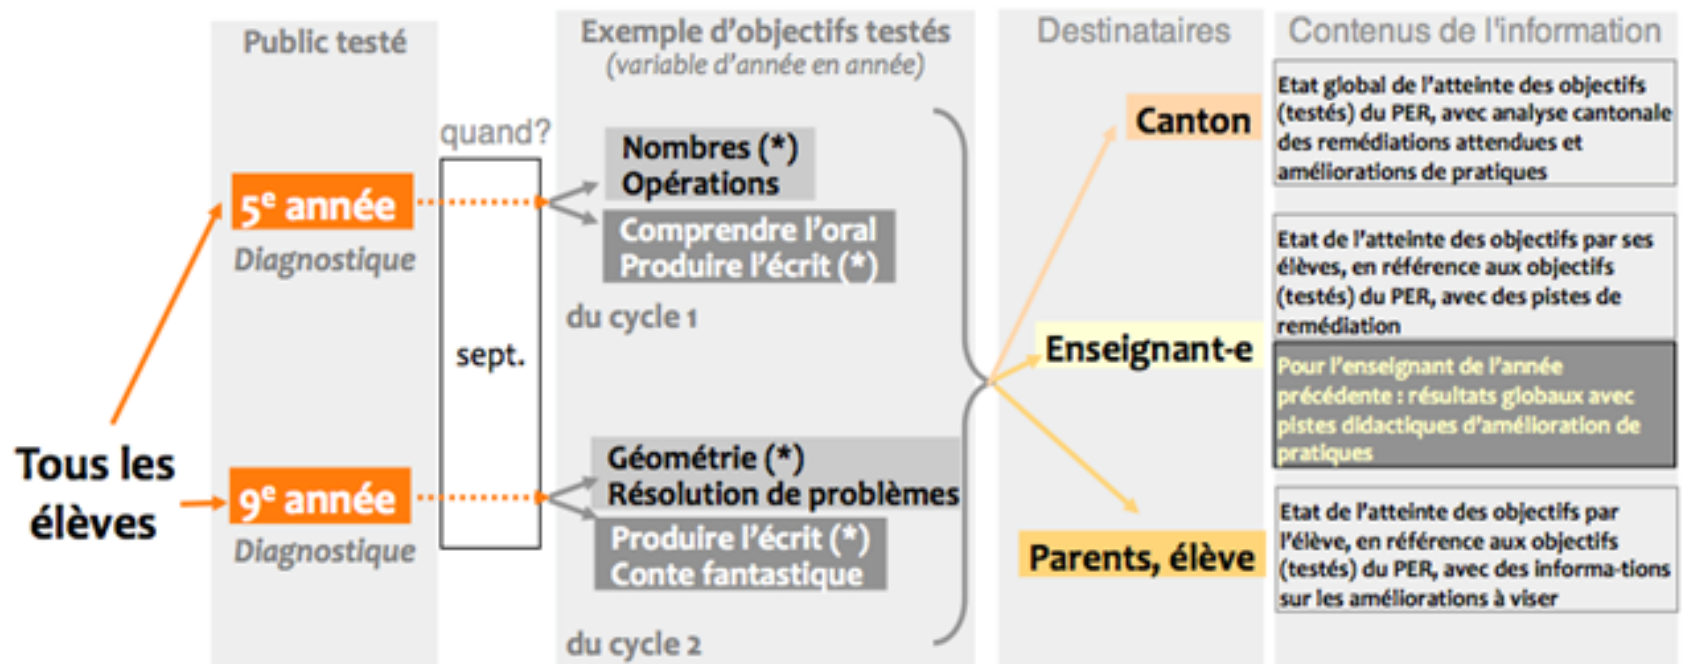 Public testé
Exemple d'objectifs testés
(variable d'année en année)
Destinataires
Contenus de l'information
quand?
Tous les
élèves
5e année
Diagnostique
9e année
Diagnostique
sept.
Nombres (*)
Opérations
Comprendre l'oral
Produire l'écrit (*)
du cycle 1
Géométrie (*)
Résolution de problèmes
Produire l'écrit (*)
Conte fantastique
du cycle 2
Canton
Enseignant-e
Parents, élève
Etat global de l'atteinte des objectifs
(testés) du PER, avec analyse cantonale
des remédiations attendues et
améliorations de pratiques
Etat de l'atteinte des objectifs par ses
élèves, en référence aux objectifs
(testés) du PER, avec des pistes de
remédiation
Pour l'enseignant de l'année
précédente : résultats globaux avec
pistes didactiques d'amélioration de
pratiques
Etat de l'atteinte des objectifs par
l'élève, en référence aux objectifs
(testés) du PER, avec des informa-tions
sur les améliorations à viser